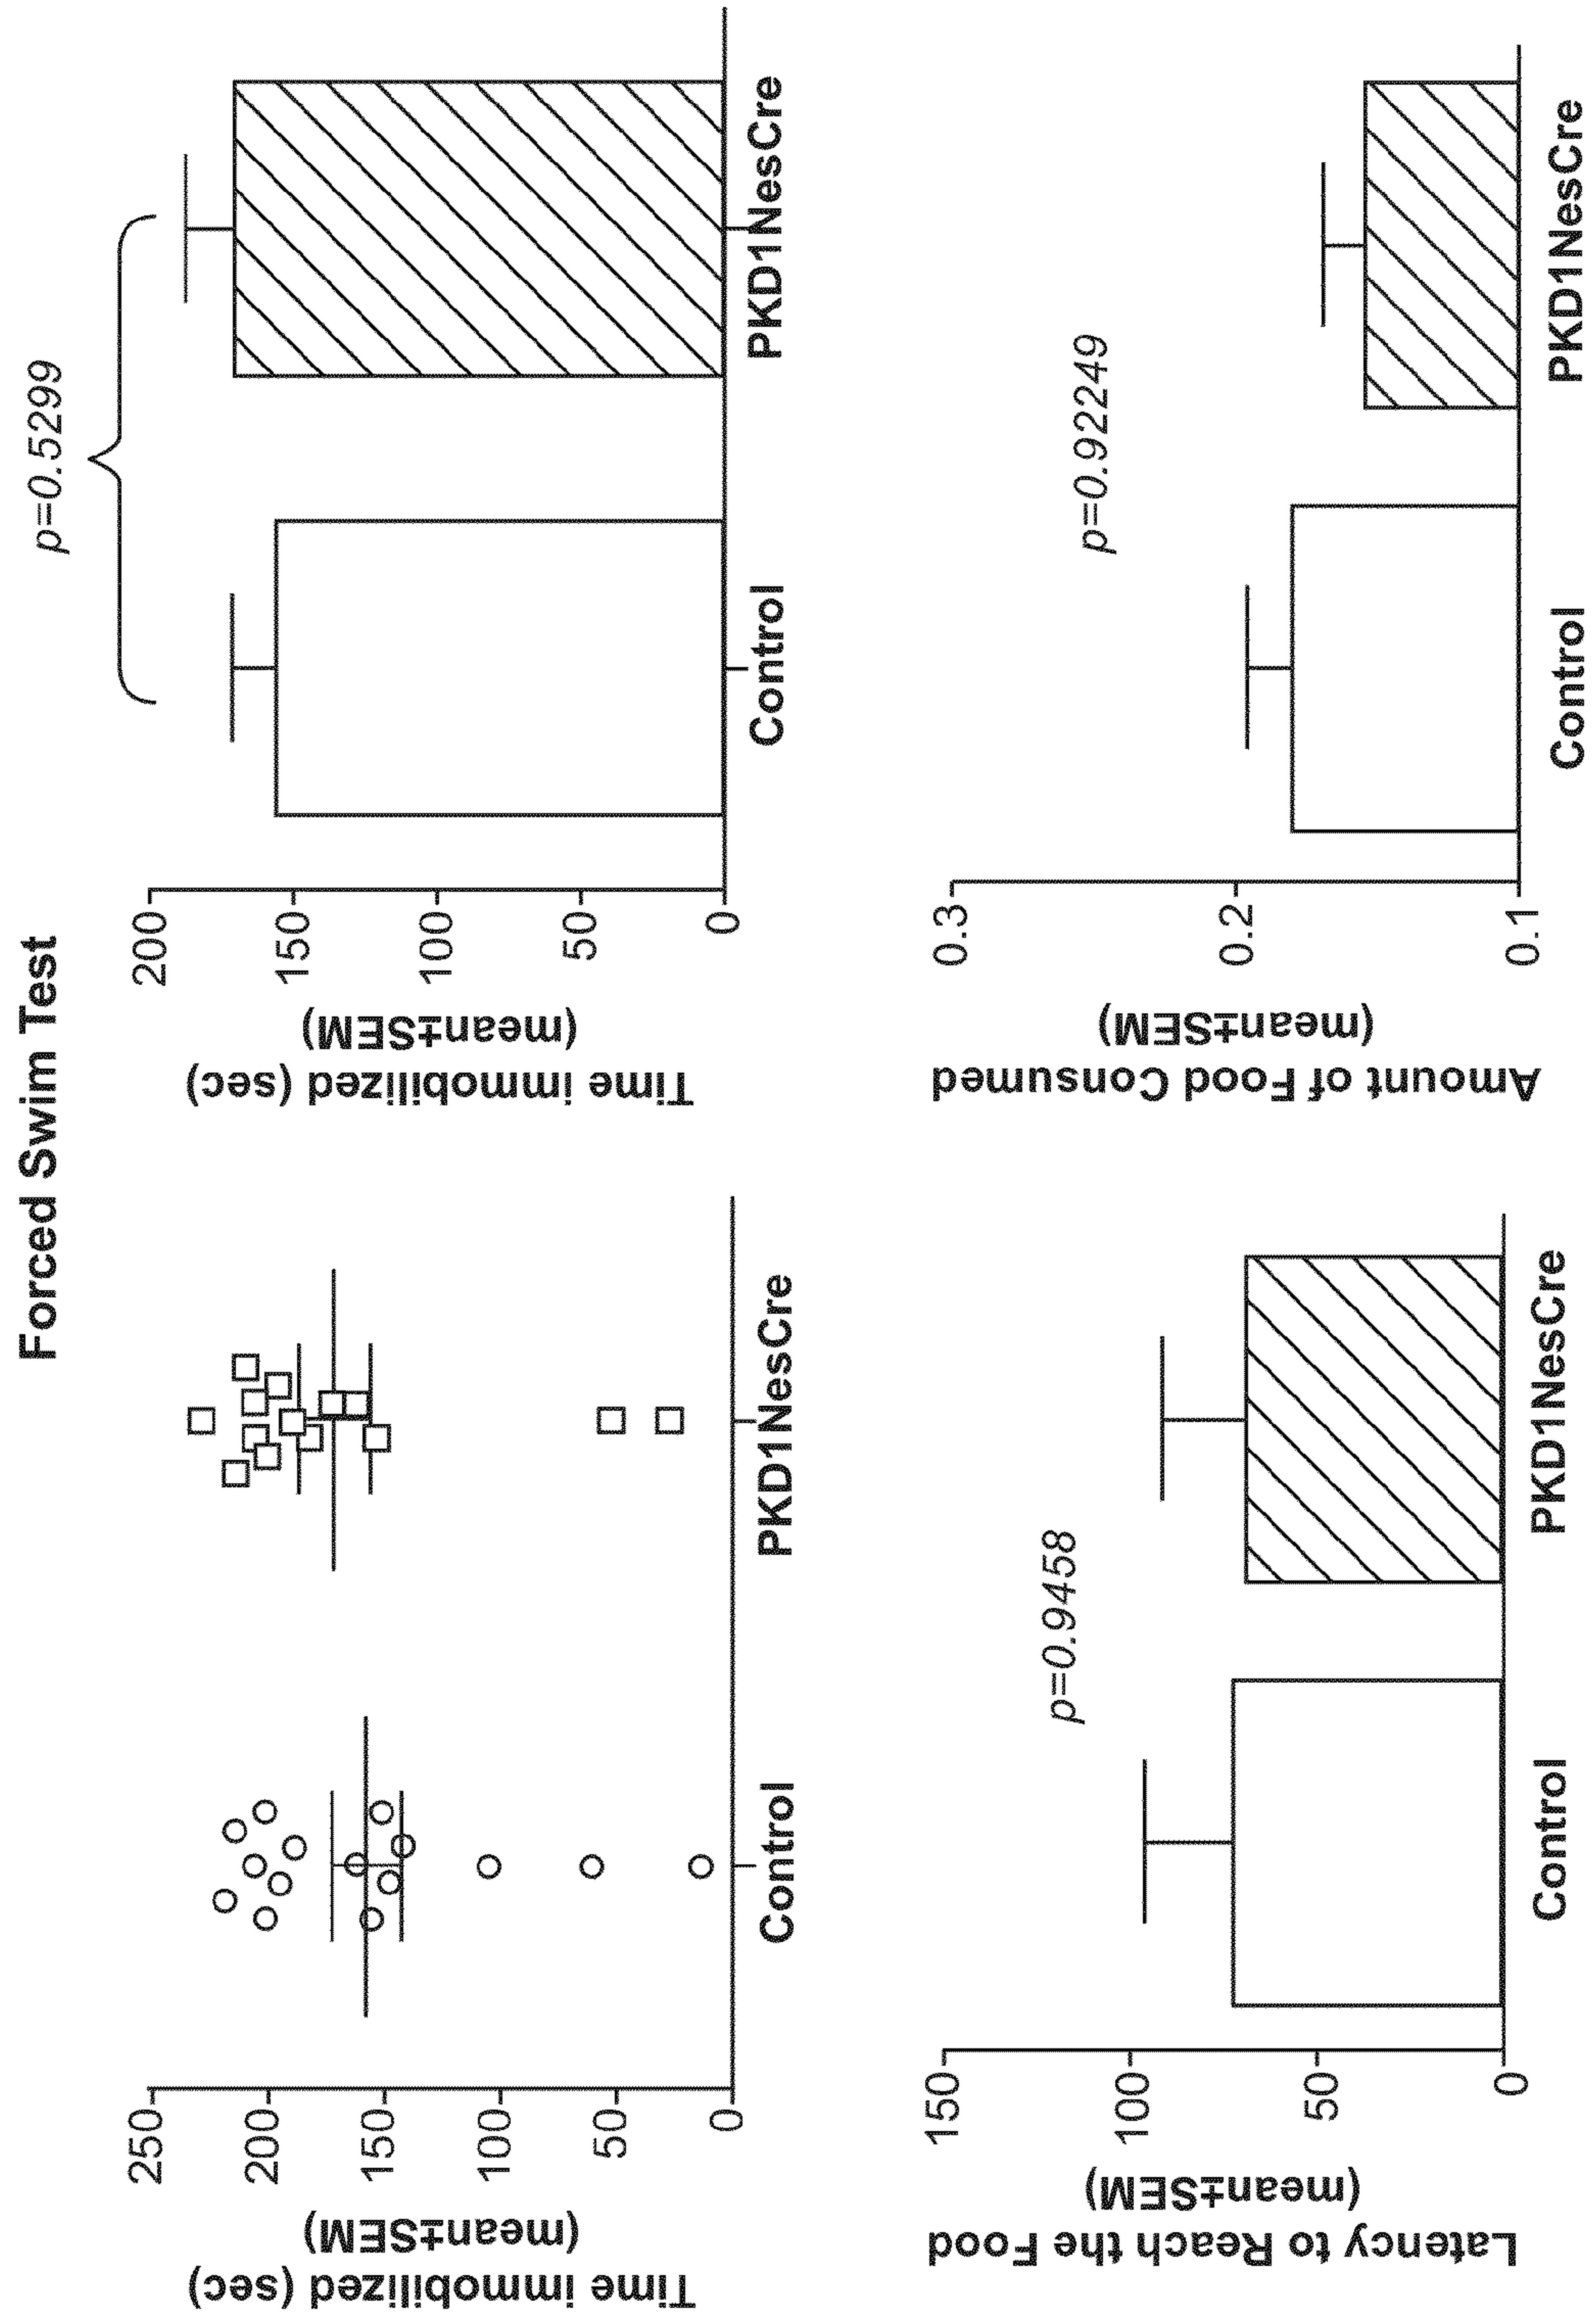 Forced Swim Test
Time immobilized (sec)
(mean±SEM)
250
200
150
100
50
0
Control
PKD1NesCre
Time immobilized (sec)
(mean±SEM)
200
150
100
50
0
p=0.5299
Control
PKD1NesCre
Latency to Reach the Food
(mean±SEM)
150
100
50
0
p=0.9458
Control
PKD1NesCre
Amount of Food Consumed
(mean±SEM)
0.3
0.2
0.1
p=0.92249
Control
PKD1NesCre